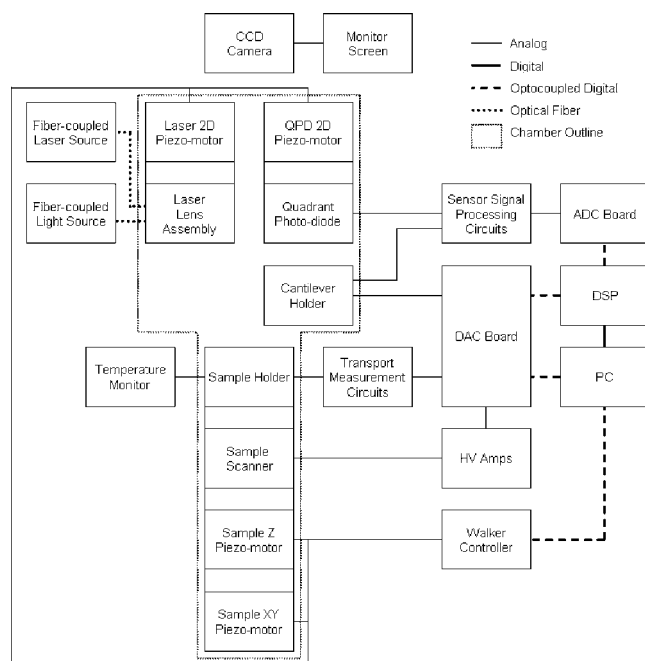 CCD
Camera
Monitor
Screen
Analog
Digital
Optocoupled Digital
Optical Fiber
Chamber Outline
Fiber-coupled
Laser Source
Laser 2D
Piezo-motor
QPD 2D
Piezo-motor
Fiber-coupled
Light Source
Laser
Lens
Assembly
Quadrant
Photo-diode
Sensor Signal
Processing
Circuits
ADC Board
Cantilever
Holder
DAC Board
DSP
Temperature
Monitor
Sample Holder
Transport
Measurement
Circuits
PC
Sample
Scanner
HV Amps
Sample Z
Piezo-motor
Walker
Controller
Sample XY
Piezo-motor